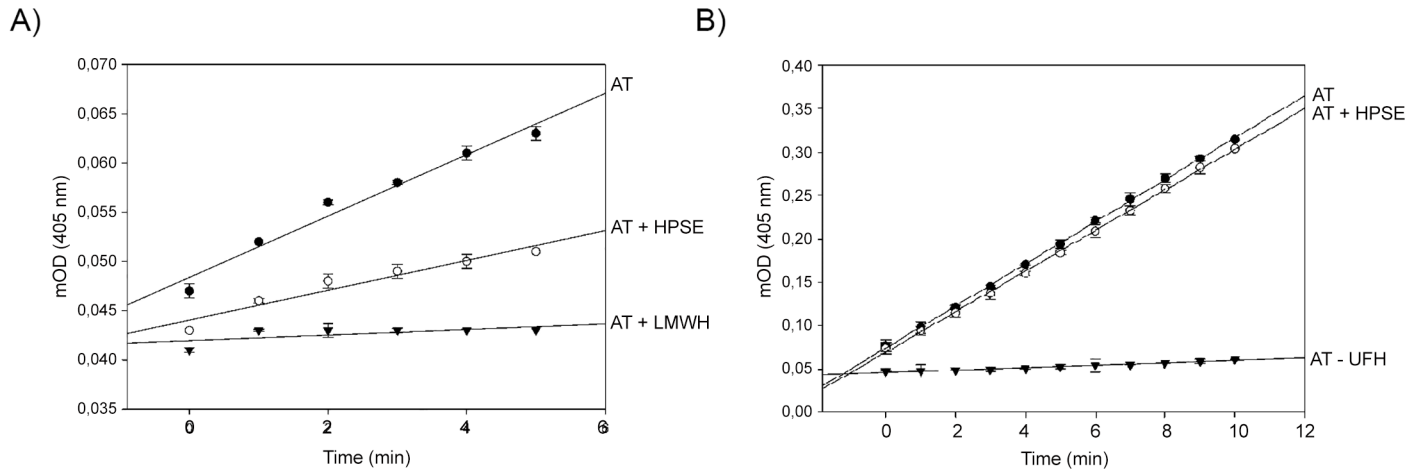 A)
mOD (405 nm)
0,070
0,065
0,060
0,055
0,050
0,045
0,040
0,035
AT
AT + HPSE
AT + LMWH
0 2 4 6
Time (min)
B)
mOD (405 nm)
0,40
0,35
0,30
0,25
0,20
0,15
0,10
0,05
0,00
AT
AT + HPSE
AT - UFH
0 2 4 6 8 10 12
Time (min)